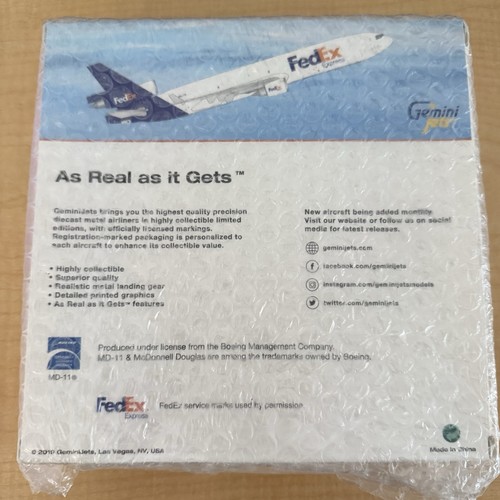 FedEx
Express
FedEx
Gemini
Jets
As Real as it Gets™
GeminiJets brings you the highest quality precision
diecast metal airliners in highly collectible limited
editions, with officially licensed markings.
Registration-marked packaging is personalized to
each aircraft to enhance its collectible value.
• Highly collectible
• Superior quality
• Realistic metal landing gear
• Detailed printed graphics
• As Real as it Gets™ features
New aircraft being added monthly.
Visit our website or follow us on social
media for latest releases.
geminijets.com
facebook.com/geminijets
instagram.com/geminijetsmodels
twitter.com/geminijets
MD-11®
Produced under license from the Boeing Management Company.
MD-11 & McDonnell Douglas are among the trademarks owned by Boeing.
FedEx
Express
FedEx service marks used by permission
GeminiJets, Las Vegas, NV, USA
Made in China